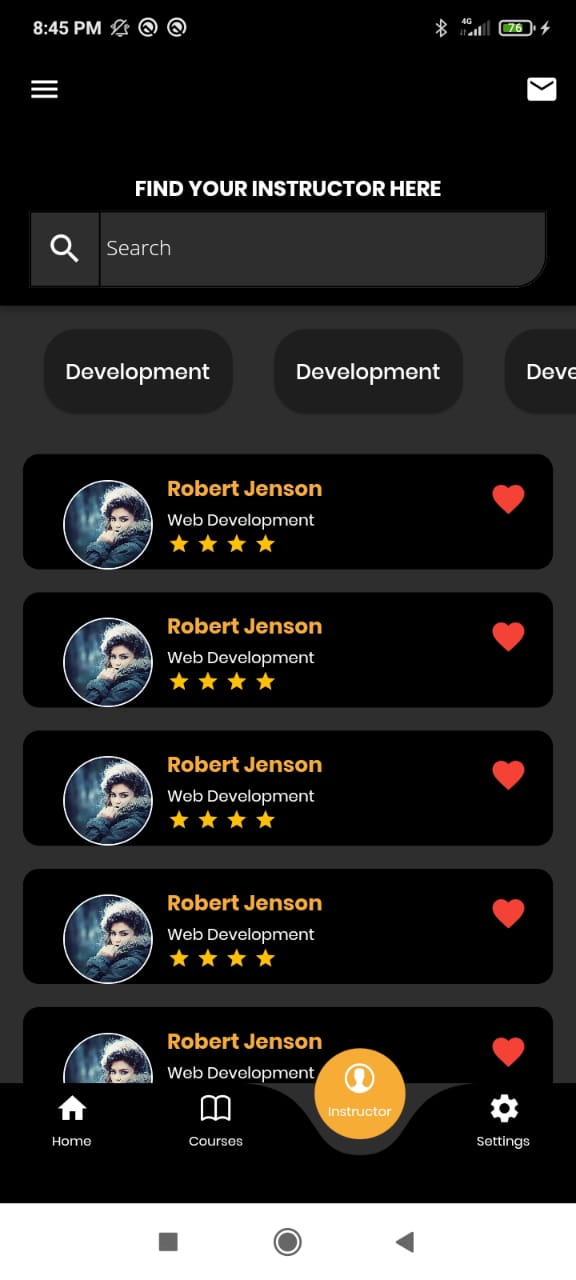 8:45 PM 4G 76
FIND YOUR INSTRUCTOR HERE
Search
Development Development Deve
Robert Jenson
Web Development
Robert Jenson
Web Development
Robert Jenson
Web Development
Robert Jenson
Web Development
Robert Jenson
Web Development
Instructor
Home Courses Settings